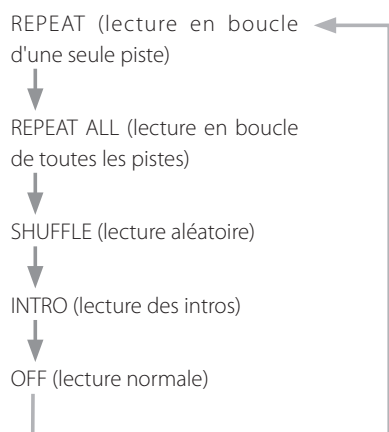 REPEAT (lecture en boucle
d'une seule piste)
REPEAT ALL (lecture en boucle
de toutes les pistes)
SHUFFLE (lecture aléatoire)
INTRO (lecture des intros)
OFF (lecture normale)